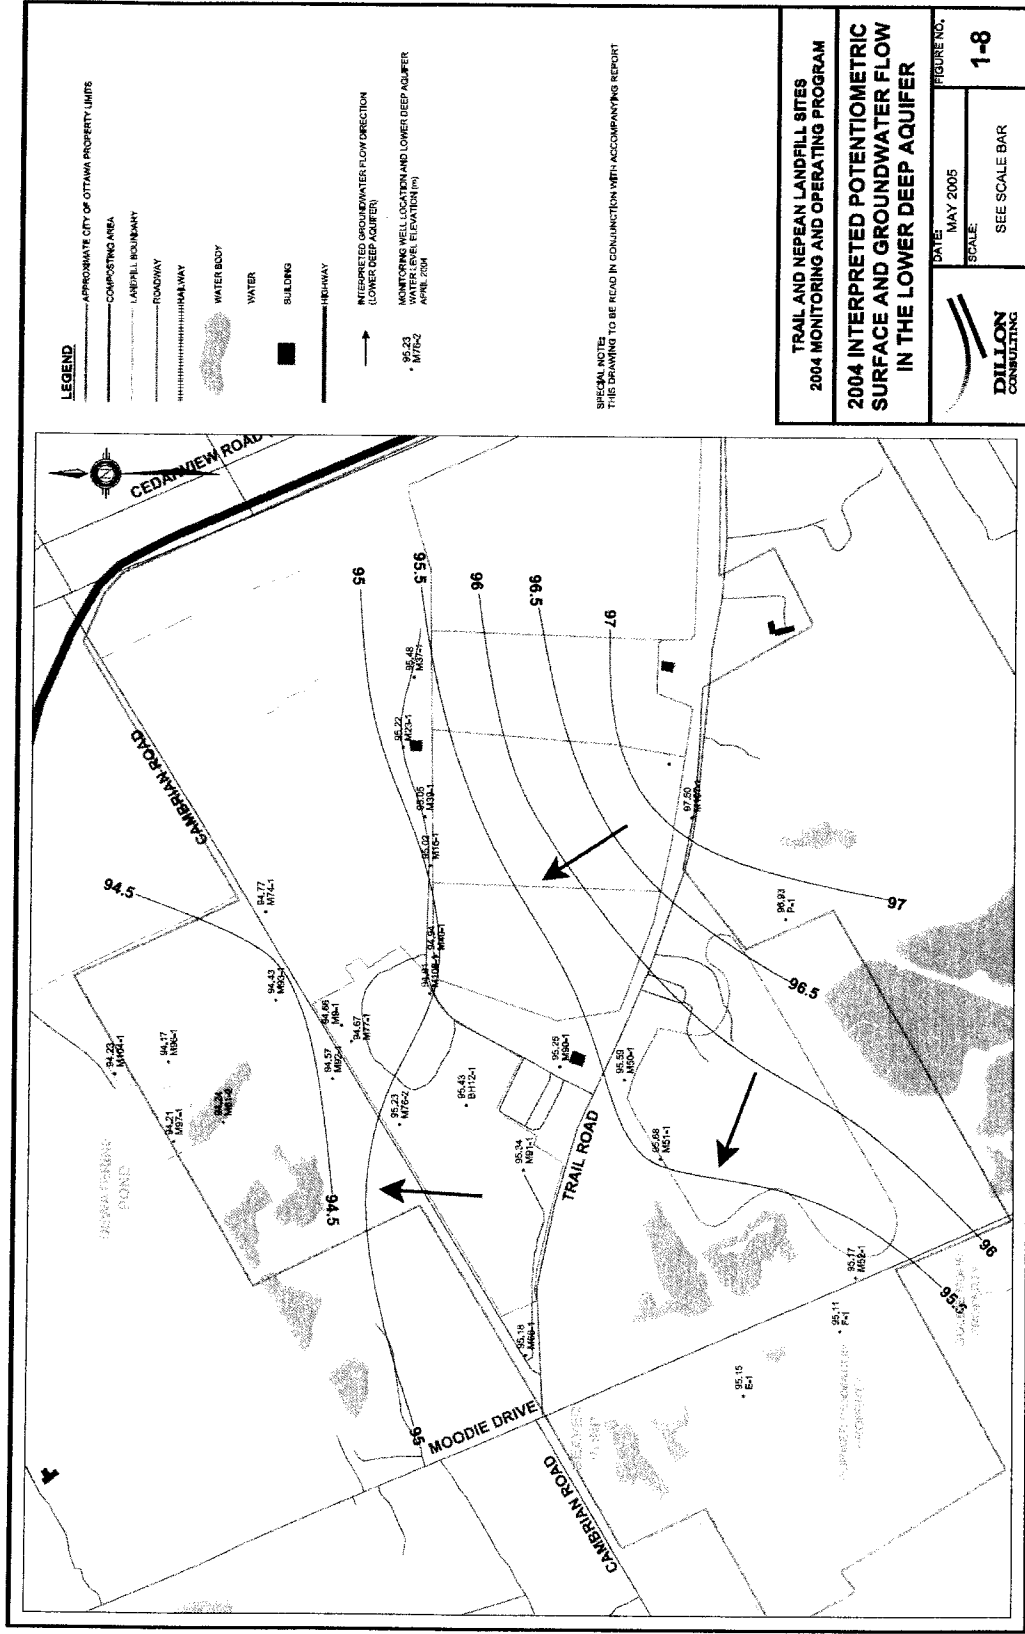 LEGEND
APPROXIMATE CITY OF OTTAWA PROPERTY LIMITS
COMPOSTING AREA
LANDFILL BOUNDARY
ROADWAY
RAILWAY
WATER BODY
WATER
BUILDING
HIGHWAY
INTERPRETED GROUNDWATER FLOW DIRECTION
(LOWER DEEP AQUIFER)
95.23
M76-2
MONITORING WELL LOCATION AND LOWER DEEP AQUIFER
WATER LEVEL ELEVATION (m)
APRIL 2004
SPECIAL NOTE:
THIS DRAWING TO BE READ IN CONJUNCTION WITH ACCOMPANYING REPORT
TRAIL AND NEPEAN LANDFILL SITES
2004 MONITORING AND OPERATING PROGRAM
2004 INTERPRETED POTENTIOMETRIC
SURFACE AND GROUNDWATER FLOW
IN THE LOWER DEEP AQUIFER
DILLON
CONSULTING
DATE:
MAY 2005
SCALE:
SEE SCALE BAR
FIGURE NO.
1-8
N
CEDARVIEW ROAD
CAMBRIAN ROAD
94.5
94.77
M74-1
94.43
M93-1
94.23
M104-1
94.17
M96-1
94.21
M97-1
94.24
94.66
M9-1
94.67
M77-1
94.57
M92-1
94.5
POND
95
95.5
96
96.5
97
95.48
M37-1
95.22
M23-1
95.05
M39-1
95.02
M16-1
94.94
94.91
95.23
M76-2
95.43
BH12-1
95.34
M91-1
95.25
M90-1
95.59
M50-1
95.68
M51-1
97.50
96.93
P-1
97
96.5
96
95.5
TRAIL ROAD
95.18
95.17
M52-1
95.11
F-1
95.15
E-1
95
MOODIE DRIVE
CAMBRIAN ROAD